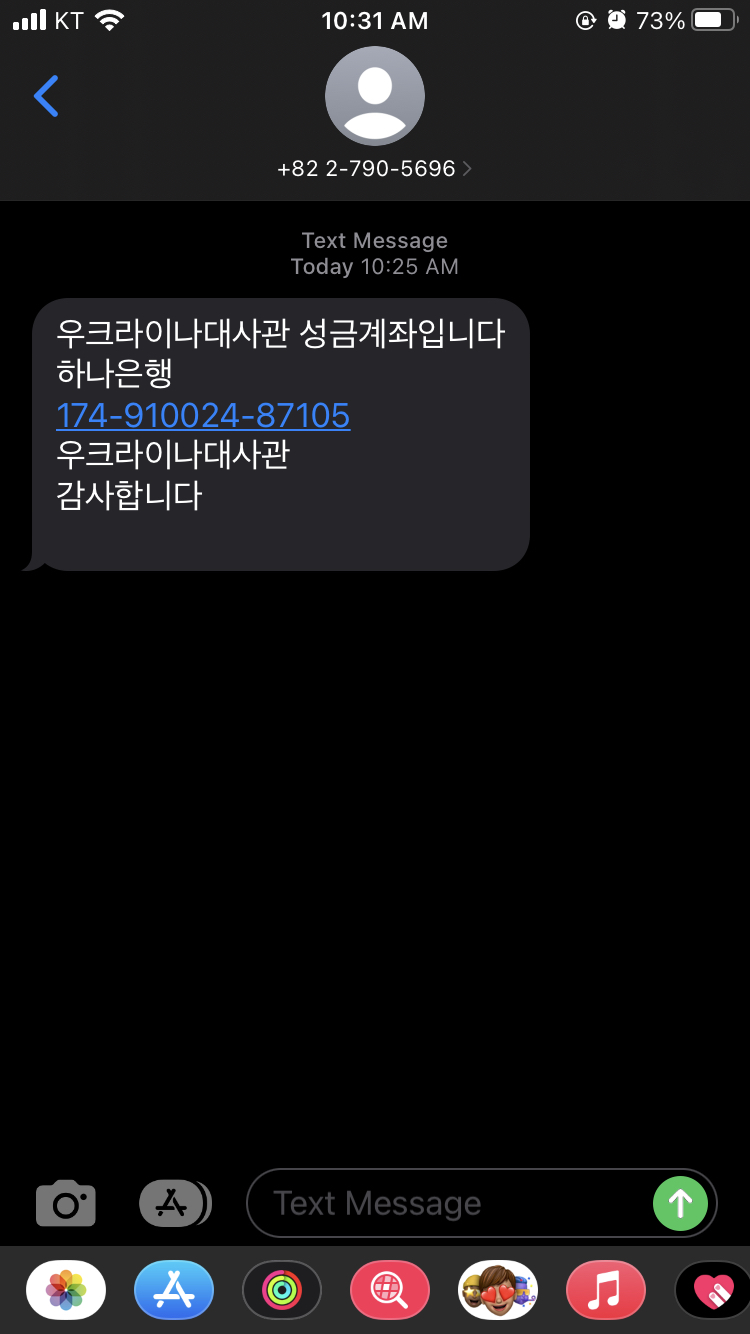 KT 10:31 AM 73%
+82 2-790-5696
Text Message
Today 10:25 AM
우크라이나대사관 성금계좌입니다
하나은행
174-910024-87105
우크라이나대사관
감사합니다
Text Message